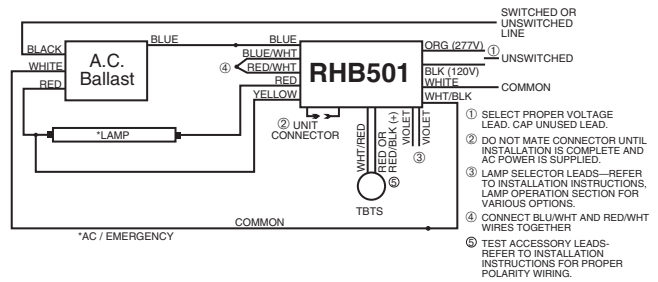 SWITCHED OR
UNSWITCHED
LINE
BLUE
BLUE
BLACK
A.C.
Ballast
WHITE
RED
BLUE/WHT
④
RED/WHT
RED
YELLOW
RHB501
ORG (277V)
①
UNSWITCHED
BLK (120V)
WHITE
COMMON
WHT/BLK
*LAMP
② UNIT
CONNECTOR
WHT/RED
RED OR
RED/BLK (+)
VIOLET
VIOLET
③
⑤
TBTS
COMMON
*AC / EMERGENCY
① SELECT PROPER VOLTAGE
LEAD. CAP UNUSED LEAD.
② DO NOT MATE CONNECTOR UNTIL
INSTALLATION IS COMPLETE AND
AC POWER IS SUPPLIED.
③ LAMP SELECTOR LEADS—REFER
TO INSTALLATION INSTRUCTIONS,
LAMP OPERATION SECTION FOR
VARIOUS OPTIONS.
④ CONNECT BLU/WHT AND RED/WHT
WIRES TOGETHER
⑤ TEST ACCESSORY LEADS-
REFER TO INSTALLATION
INSTRUCTIONS FOR PROPER
POLARITY WIRING.